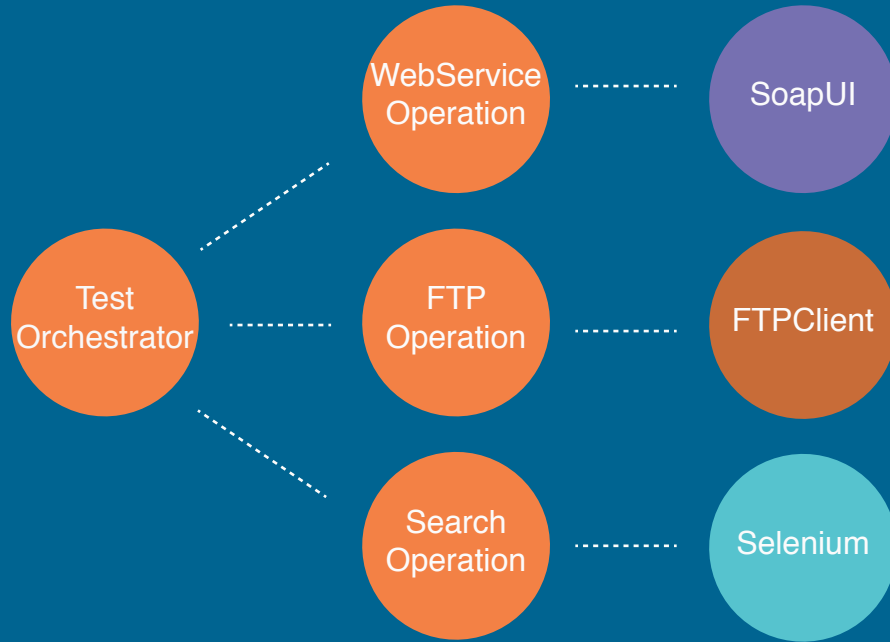 WebService
Operation
SoapUI
Test
Orchestrator
FTP
Operation
FTPClient
Search
Operation
Selenium